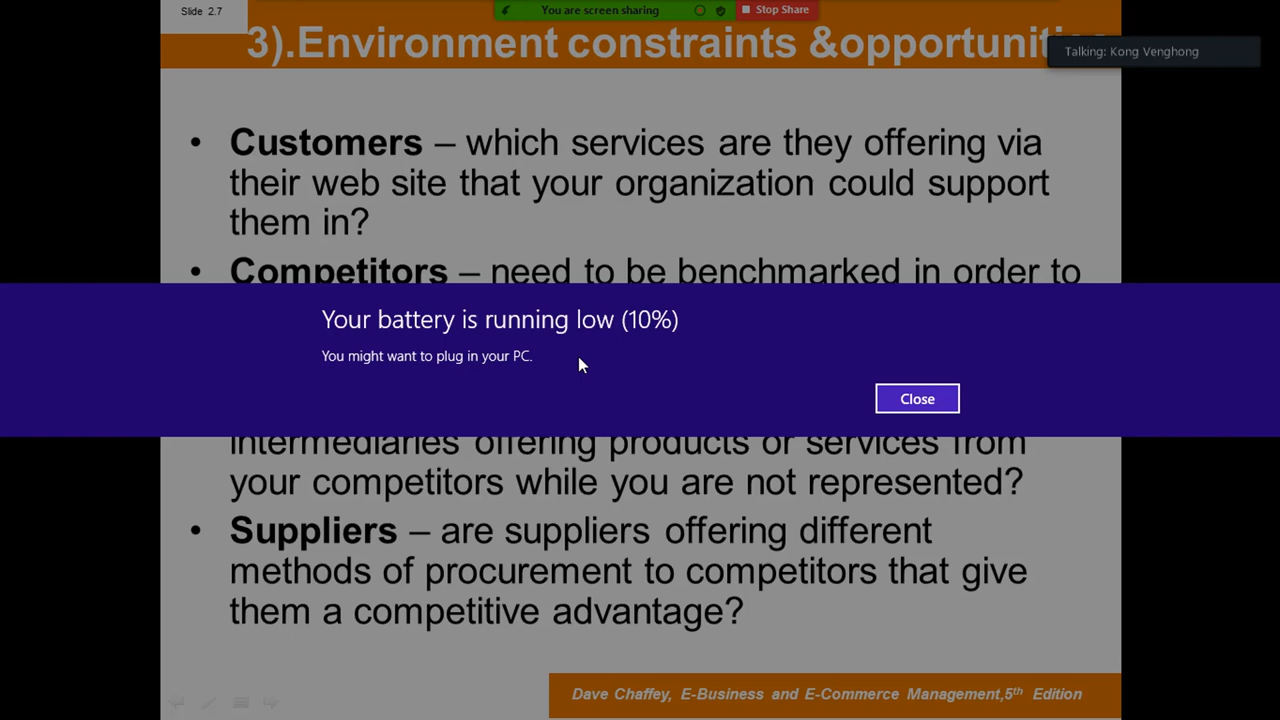 Slide 2.7
You are screen sharing
Stop Share
3).Environment constraints &opportuniti
Talking: Kong Venghong
• Customers – which services are they offering via
their web site that your organization could support
them in?
• Competitors – need to be benchmarked in order to
Your battery is running low (10%)
You might want to plug in your PC.
Close
intermediaries offering products or services from
your competitors while you are not represented?
• Suppliers – are suppliers offering different
methods of procurement to competitors that give
them a competitive advantage?
Dave Chaffey, E-Business and E-Commerce Management,5th Edition